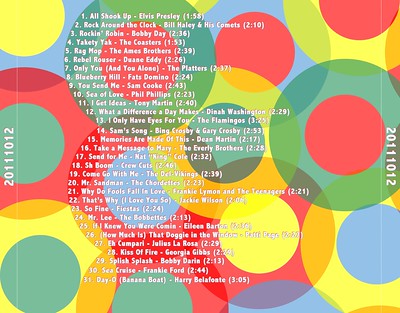 1. All Shook Up - Elvis Presley (1:58)
2. Rock Around the Clock - Bill Haley & His Comets (2:10)
3. Rockin' Robin - Bobby Day (2:36)
4. Yakety Yak - The Coasters (1:53)
5. Rag Mop - The Ames Brothers (2:39)
6. Rebel Rouser - Duane Eddy (2:26)
7. Only You (And You Alone) - The Platters (2:37)
8. Blueberry Hill - Fats Domino (2:24)
9. You Send Me - Sam Cooke (2:43)
10. Sea of Love - Phil Phillips (2:23)
11. I Get Ideas - Tony Martin (2:40)
12. What a Difference a Day Makes - Dinah Washington (2:29)
13. I Only Have Eyes For You - The Flamingos (3:25)
14. Sam's Song - Bing Crosby & Gary Crosby (2:53)
15. Memories Are Made Of This - Dean Martin (2:17)
16. Take a Message to Mary - The Everly Brothers (2:28
17. Send for Me - Nat "King" Cole (2:32)
18. Sh Boom - Crew Cuts (2:46)
19. Come Go With Me - The Del Vikings (2:39)
20. Mr. Sandman - The Chordettes (2:23)
21. Why Do Fools Fall In Love - Frankie Lymon and The Teenagers (2:21)
22. That's Why (I Love You So) - Jackie Wilson (2:06)
23. So Fine - Fiestas (2:24)
24. Mr. Lee - The Bobbettes (2:13)
25. If I Knew You Were Comin - Eileen Barton
26. (How Much Is) That Doggie in the Window - Patti Page
27. Eh Cumpari - Julius La Rosa (2:29)
28. Kiss Of Fire - Georgia Gibbs
29. Splish Splash - Bobby Darin (2:13)
30. Sea Cruise - Frankie Ford (2:44)
31. Day-O (Banana Boat) - Harry Belafonte (3:05)
20111012
20111012